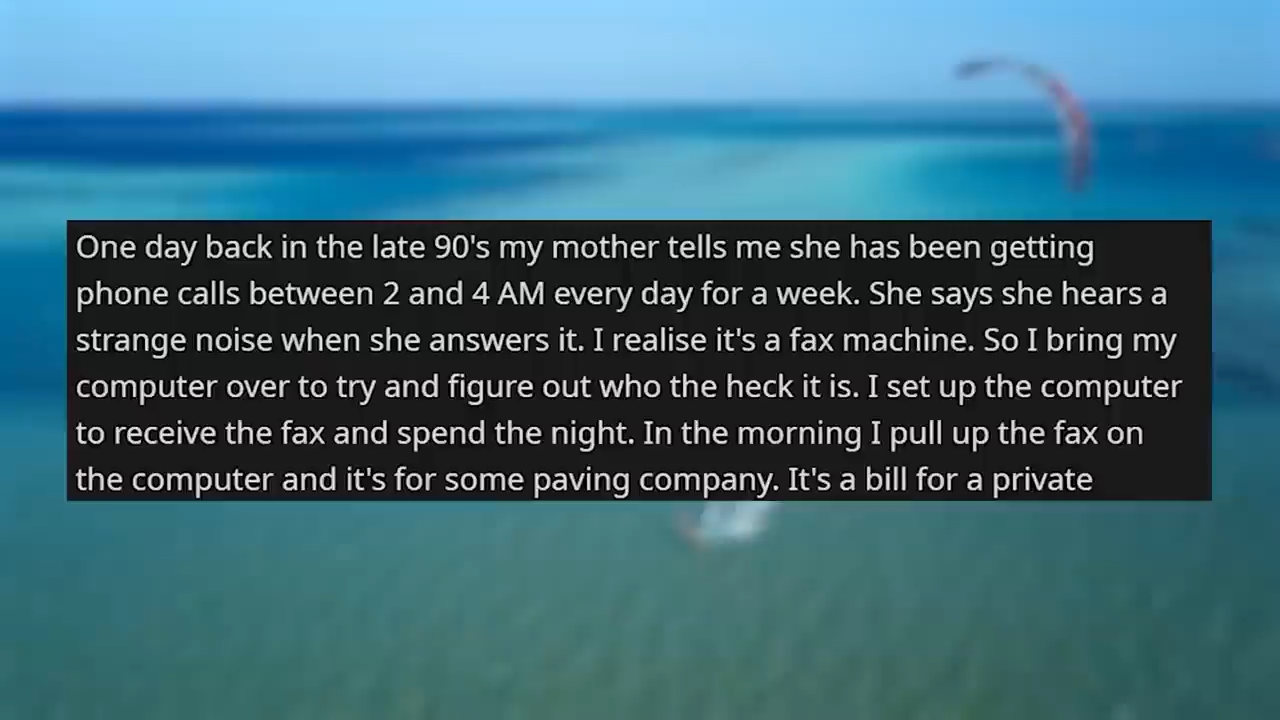 One day back in the late 90's my mother tells me she has been getting
phone calls between 2 and 4 AM every day for a week. She says she hears a
strange noise when she answers it. I realise it's a fax machine. So I bring my
computer over to try and figure out who the heck it is. I set up the computer
to receive the fax and spend the night. In the morning I pull up the fax on
the computer and it's for some paving company. It's a bill for a private